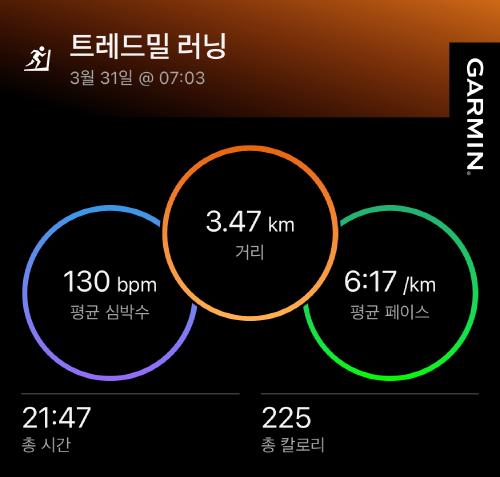 트레드밀 러닝
3월 31일 @ 07:03
GARMIN
3.47 km
거리
130 bpm
평균 심박수
6:17 /km
평균 페이스
21:47
총 시간
225
총 칼로리